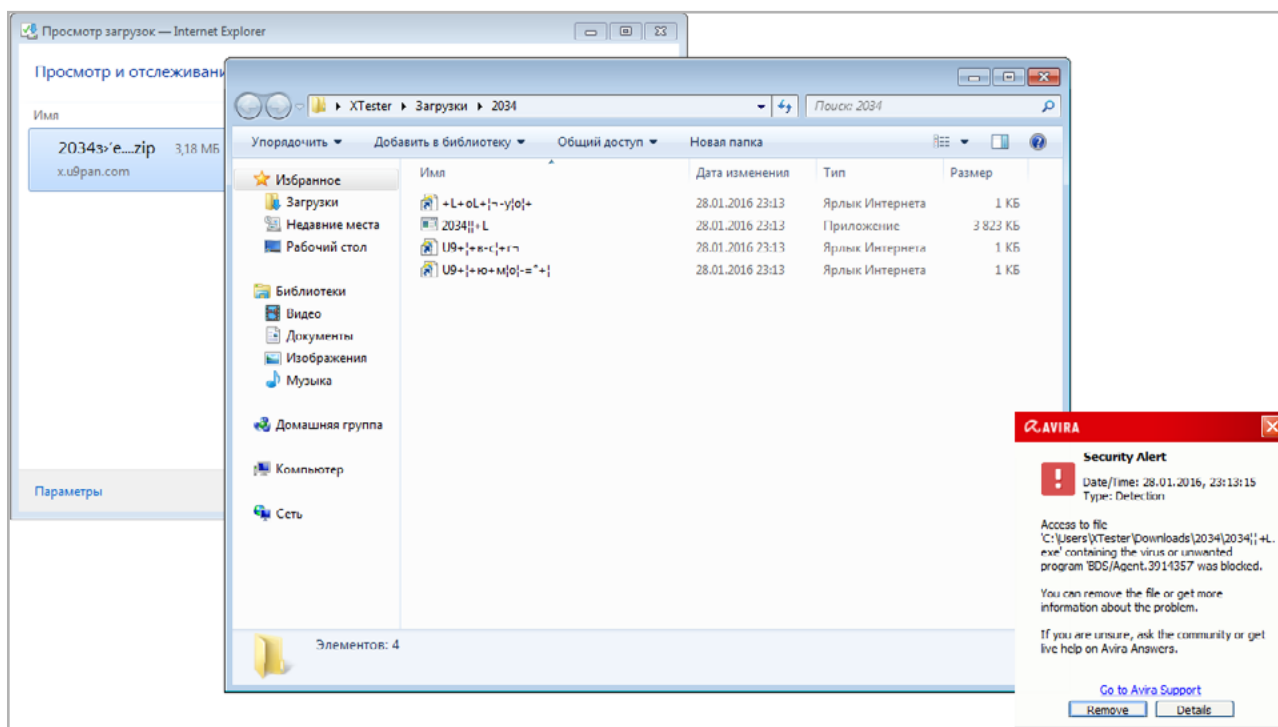 Просмотр загрузок — Internet Explorer
Просмотр и отслеживани
Имя
2034з›'е....zip 3,18 МБ
x.u9pan.com
Параметры
XTester Загрузки 2034
Поиск: 2034
Упорядочить Добавить в библиотеку Общий доступ Новая папка
Избранное
Загрузки
Недавние места
Рабочий стол
Библиотеки
Видео
Документы
Изображения
Музыка
Домашняя группа
Компьютер
Сеть
Имя Дата изменения Тип Размер
+L+oL+¦¬-y¦o¦+ 28.01.2016 23:13 Ярлык Интернета 1 КБ
2034¦¦+L 28.01.2016 23:13 Приложение 3 823 КБ
28.01.2016 23:13 Ярлык Интернета 1 КБ
28.01.2016 23:13 Ярлык Интернета 1 КБ
Элементов: 4
AVIRA
Security Alert
Date/Time: 28.01.2016, 23:13:15
Type: Detection
Access to file
'C:\Users\XTester\Downloads\2034\2034¦¦+L.
exe' containing the virus or unwanted
program 'BDS/Agent.3914357' was blocked.
You can remove the file or get more
information about the problem.
If you are unsure, ask the community or get
live help on Avira Answers.
Go to Avira Support
Remove Details